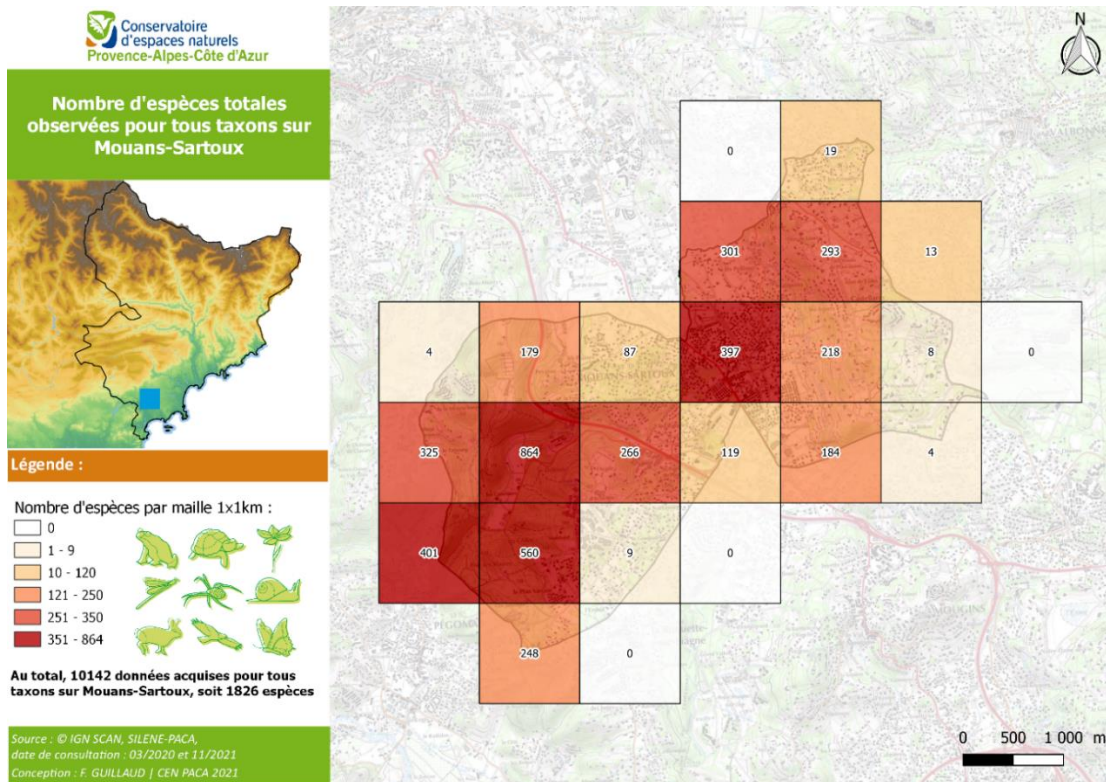 Conservatoire
d'espaces naturels
Provence-Alpes-Côte d'Azur
Nombre d'espèces totales
observées pour tous taxons sur
Mouans-Sartoux
Légende :
Nombre d'espèces par maille 1x1km :
0
1 - 9
10 - 120
121 - 250
251 - 350
351 - 864
Au total, 10142 données acquises pour tous
taxons sur Mouans-Sartoux, soit 1826 espèces
Source : © IGN SCAN, SILENE-PACA,
date de consultation : 03/2020 et 11/2021
Conception : F. GUILLAUD | CEN PACA 2021
N
0 19
301 293 13
4 179 87 397 218 8 0
MOUANS-SARTOUX
325 864 266 119 184 4
401 560 9 0
MOUGINS
248 0
0 500 1 000 m